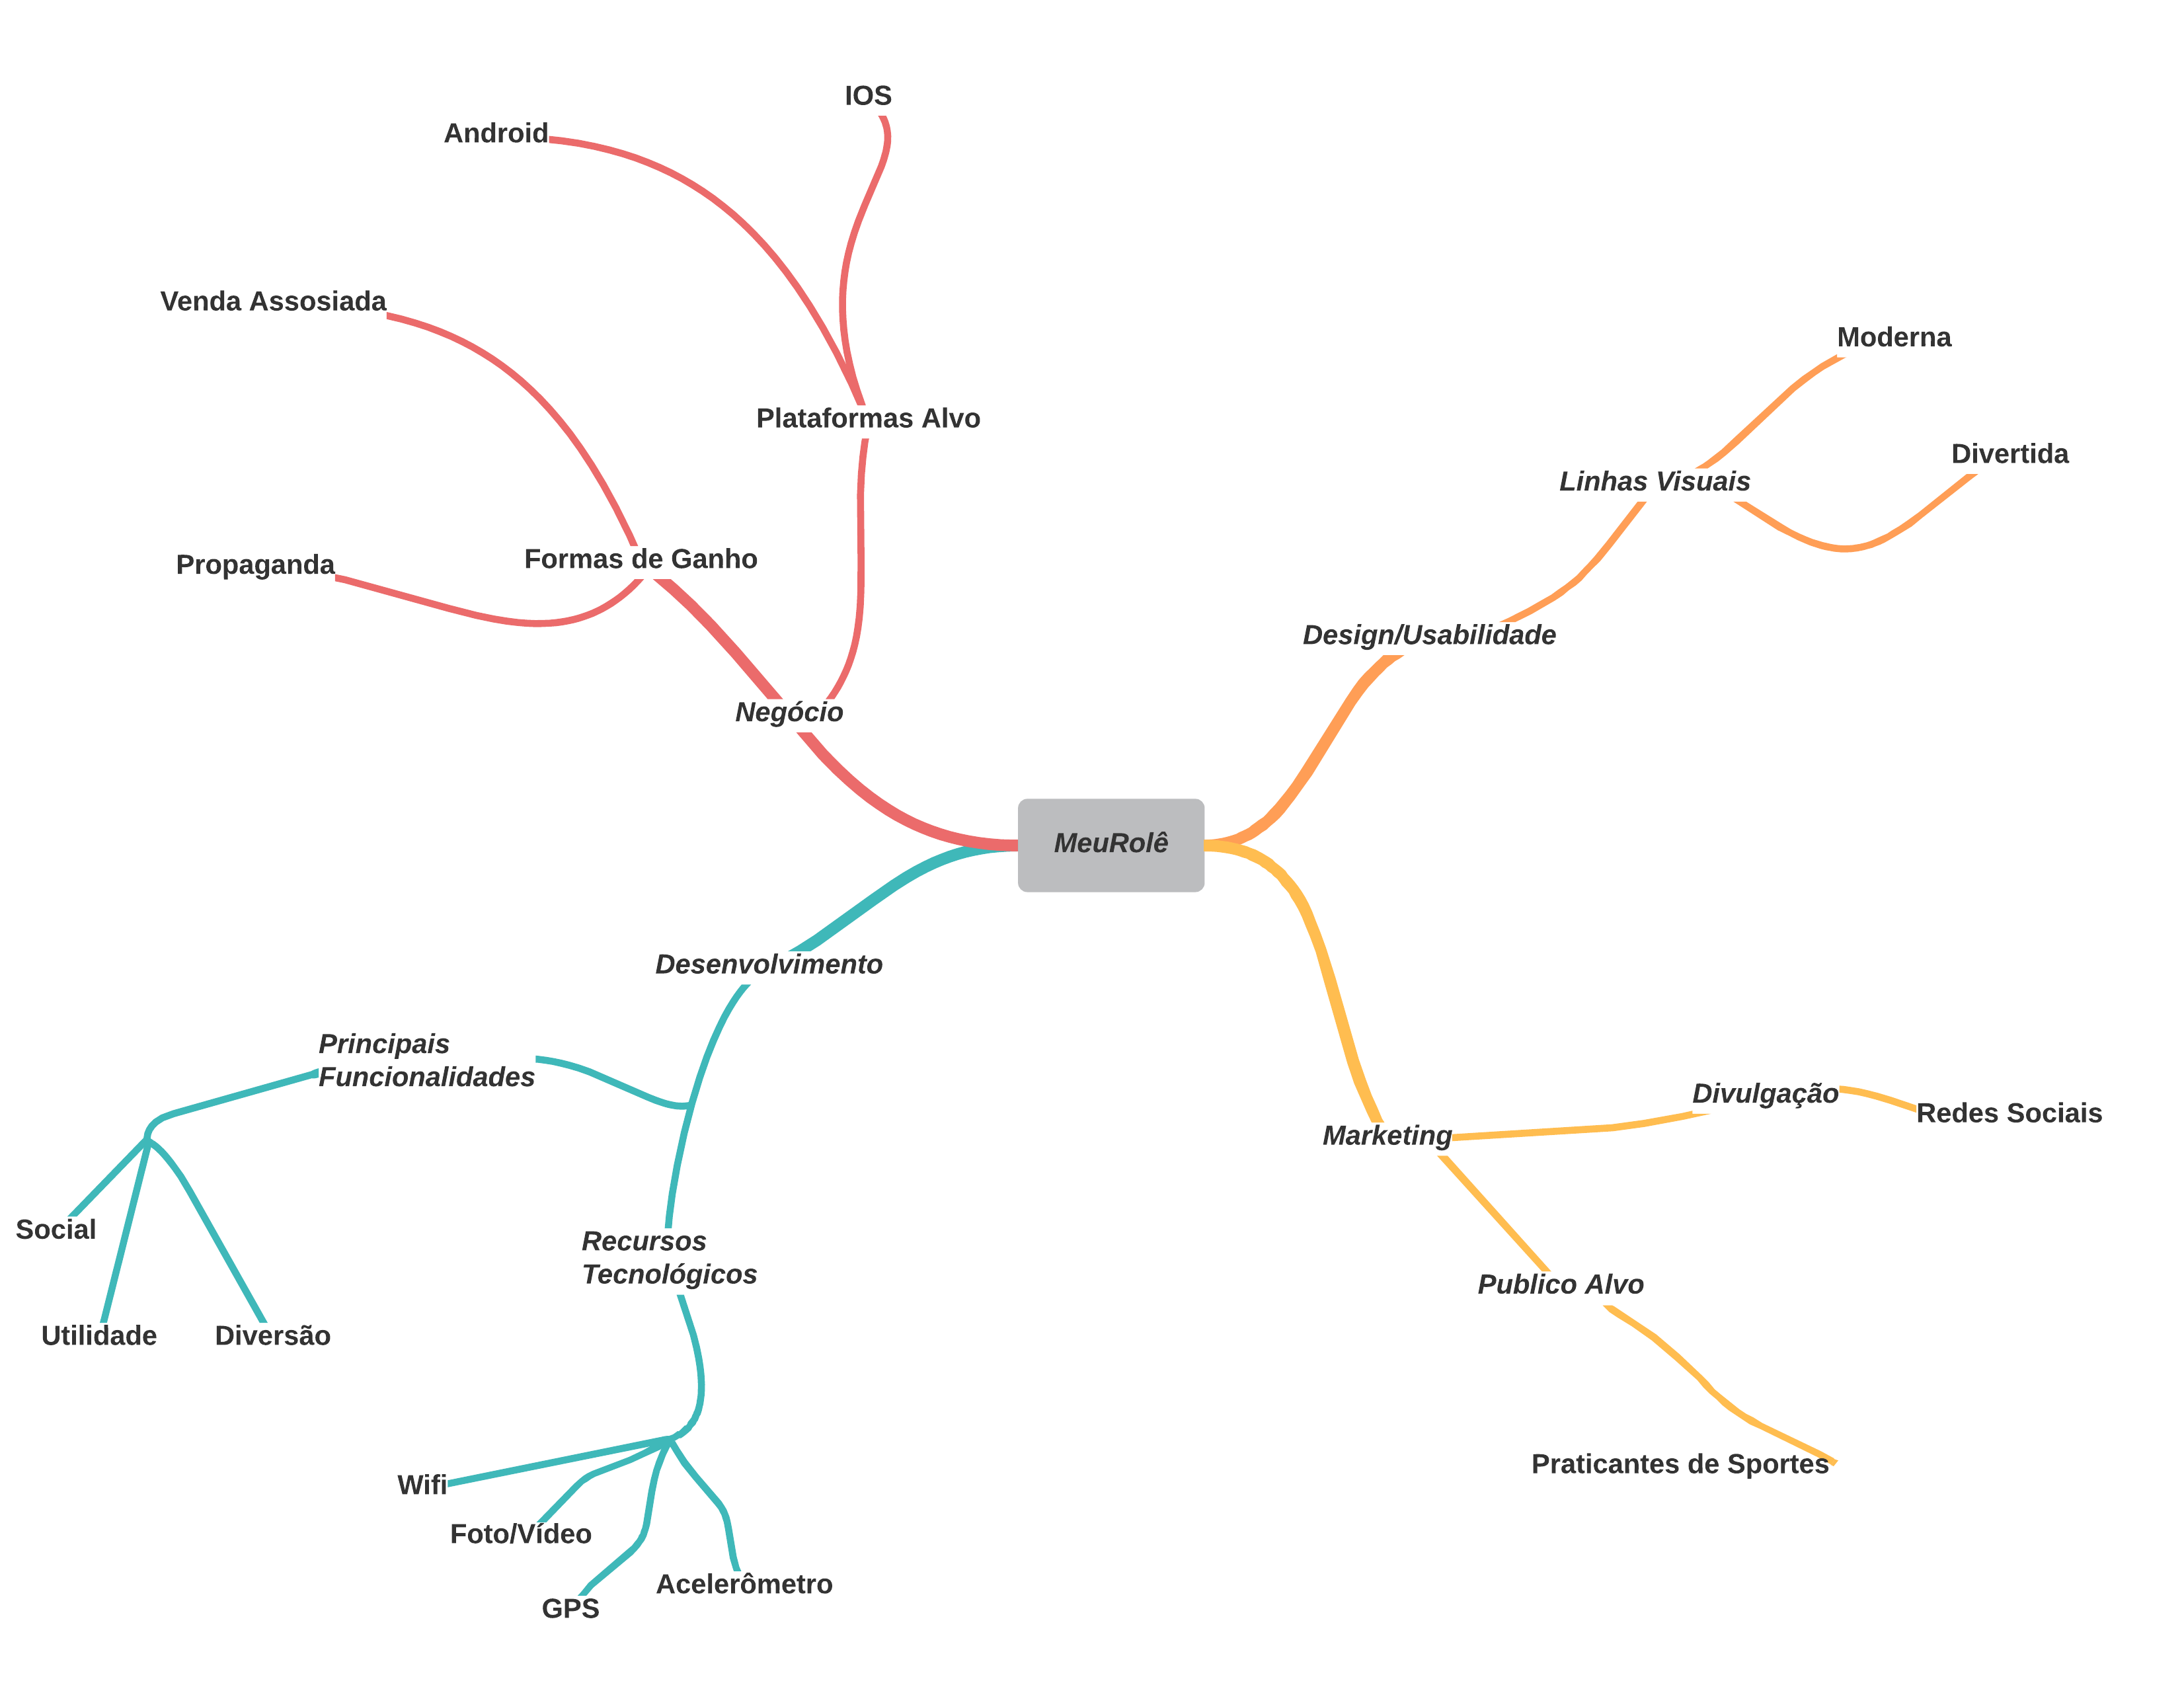 IOS
Android
Venda Assosiada
Moderna
Plataformas Alvo
Divertida
Linhas Visuais
Formas de Ganho
Propaganda
Design/Usabilidade
Negócio
MeuRolê
Desenvolvimento
Principais
Funcionalidades
Divulgação
Redes Sociais
Marketing
Social
Recursos
Tecnológicos
Publico Alvo
Utilidade
Diversão
Praticantes de Sportes
Wifi
Foto/Vídeo
Acelerômetro
GPS